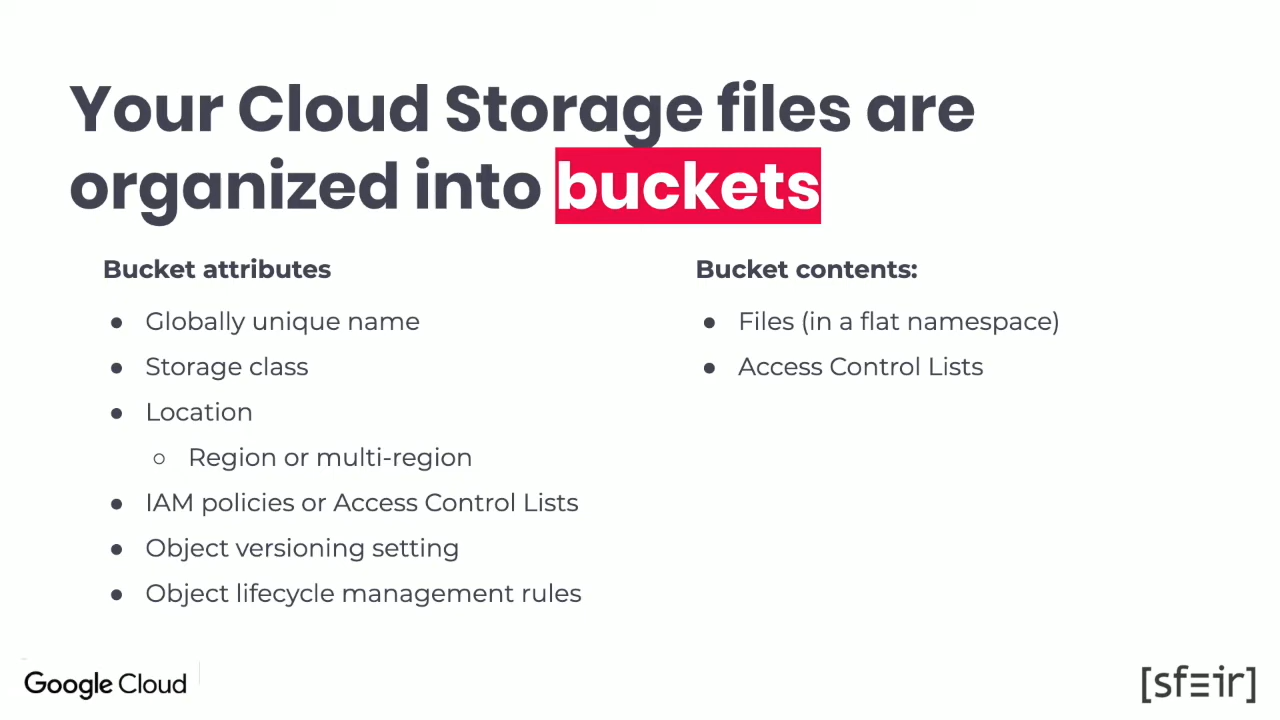 Your Cloud Storage files are
organized into buckets
Bucket attributes
● Globally unique name
● Storage class
● Location
○ Region or multi-region
● IAM policies or Access Control Lists
● Object versioning setting
● Object lifecycle management rules
Bucket contents:
● Files (in a flat namespace)
● Access Control Lists
Google Cloud
[sfeir]